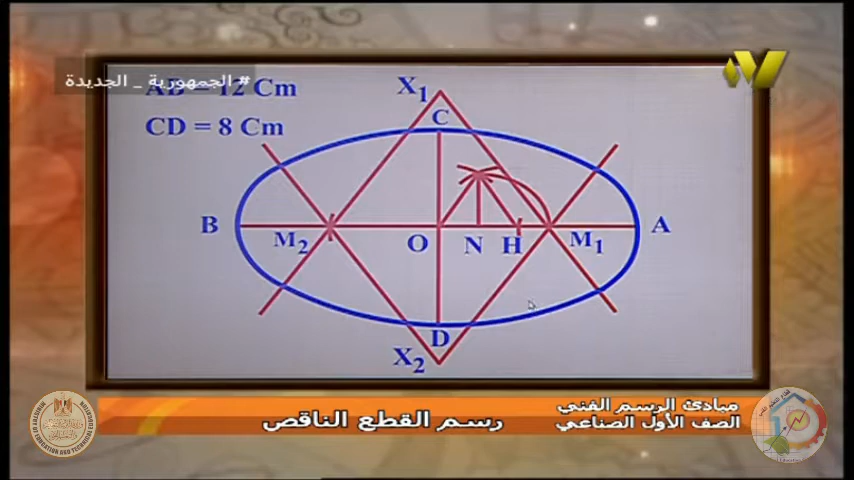 # الجمهورية _ الجديدة
AB = 12 Cm
CD = 8 Cm
X1
C
B
M2
O
N
H
M1
A
D
X2
مبادئ الرسم الفني
الصف الأول الصناعي
رسم القطع الناقص